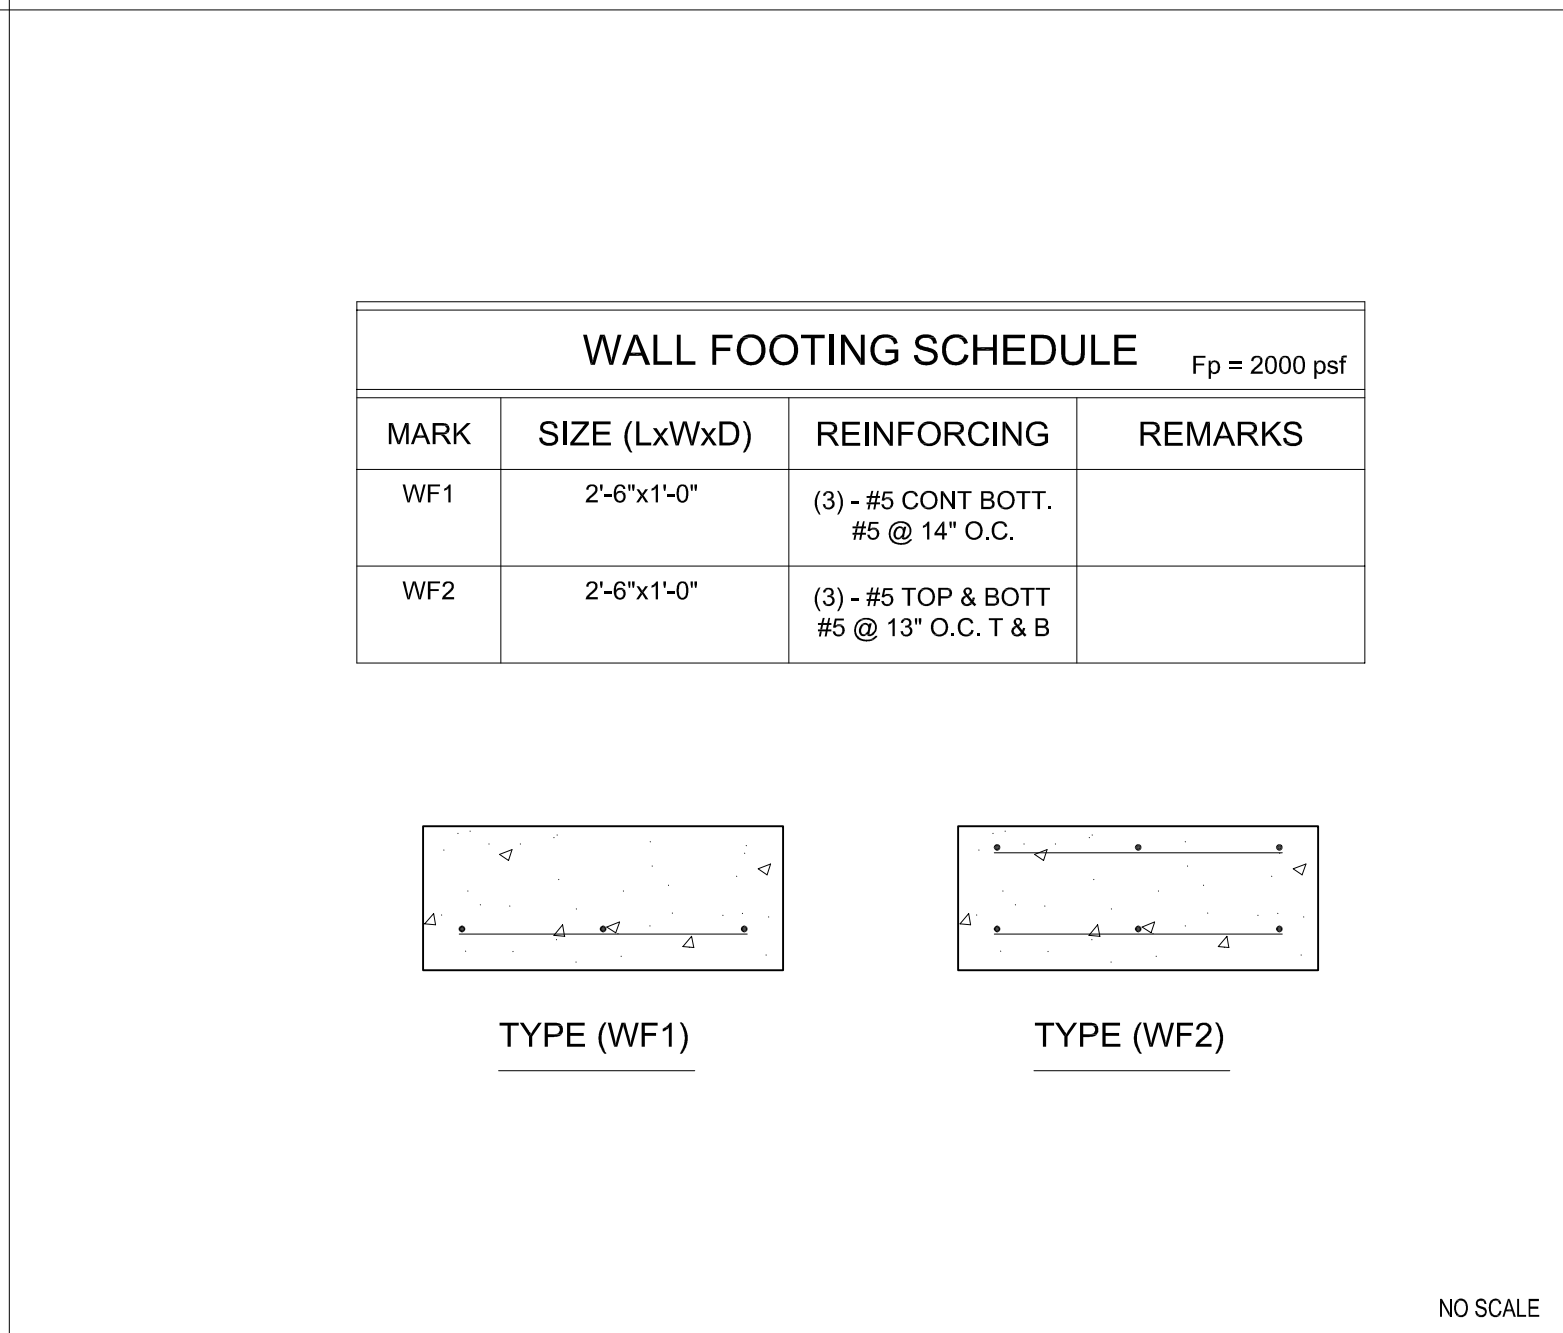 WALL FOOTING SCHEDULE Fp = 2000 psf
MARK SIZE (LxWxD) REINFORCING REMARKS
WF1 2'-6"x1'-0" (3) - #5 CONT BOTT.
#5 @ 14" O.C.
WF2 2'-6"x1'-0" (3) - #5 TOP & BOTT
#5 @ 13" O.C. T & B
TYPE (WF1) TYPE (WF2)
NO SCALE